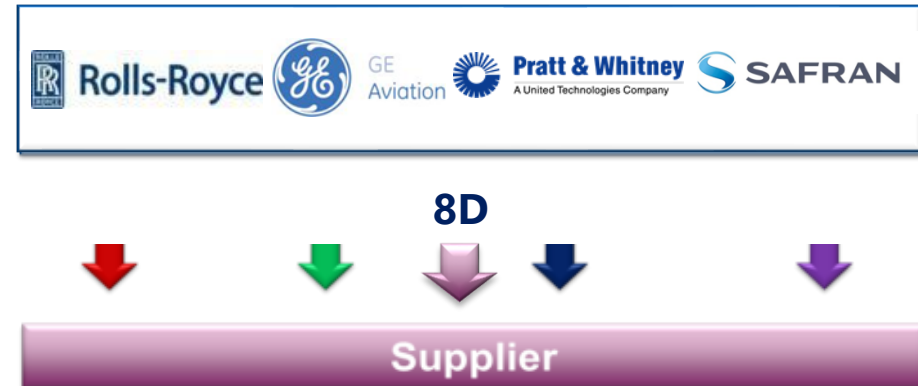 Rolls-Royce
GE
Aviation
Pratt & Whitney
A United Technologies Company
SAFRAN
8D
Supplier